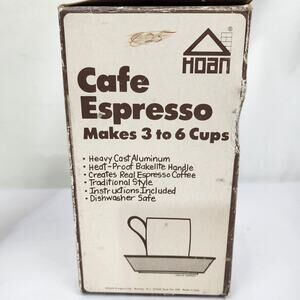 HOAN
Cafe
Espresso
Makes 3 to 6 Cups
• Heavy Cast Aluminum
• Heat-Proof Bakelite Handle
• Creates Real Espresso Coffee
• Traditional Style
• Instructions Included
• Dishwasher Safe